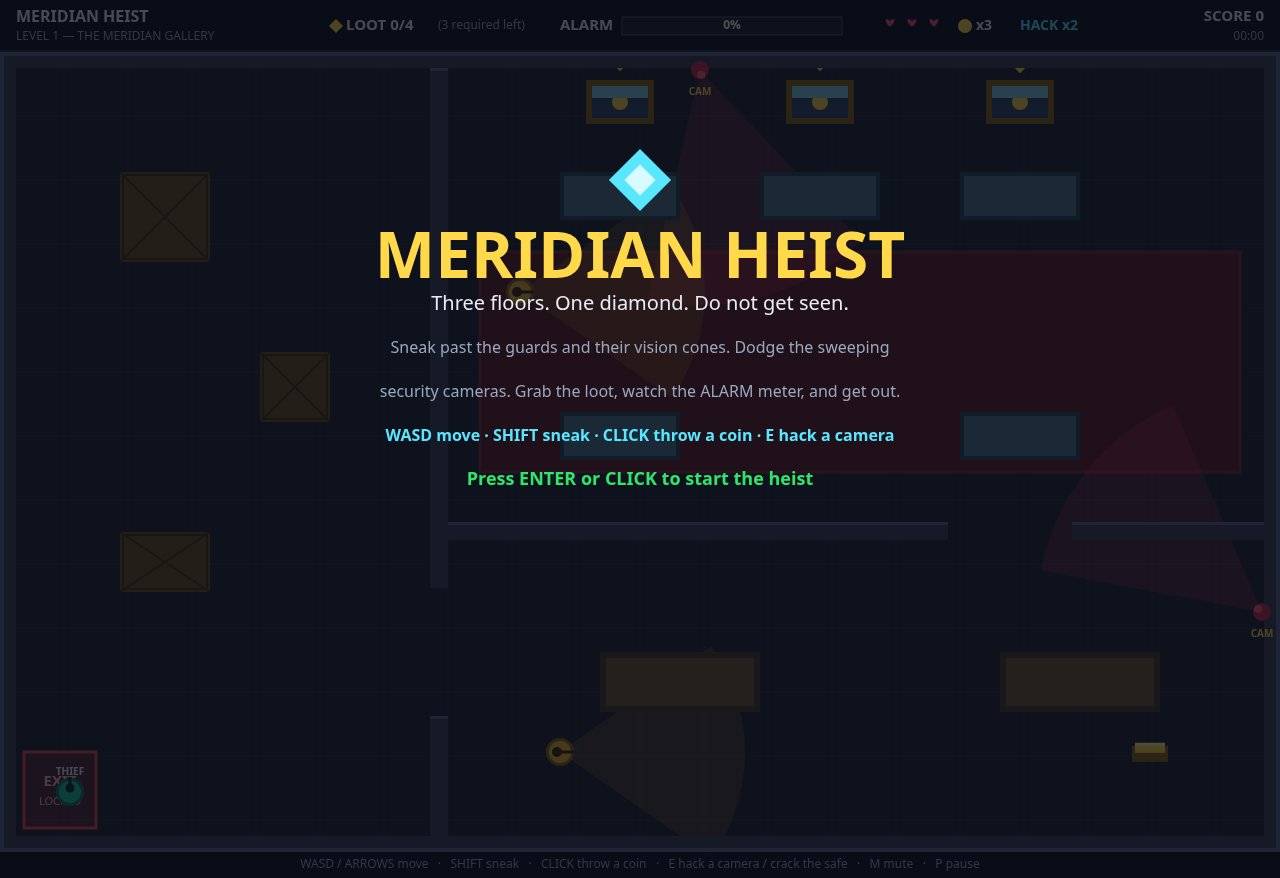 MERIDIAN HEIST
LEVEL 1 — THE MERIDIAN GALLERY
LOOT 0/4
(3 required left)
ALARM
0%
x3
HACK x2
SCORE 0
00:00
CAM
MERIDIAN HEIST
Three floors. One diamond. Do not get seen.
Sneak past the guards and their vision cones. Dodge the sweeping
security cameras. Grab the loot, watch the ALARM meter, and get out.
WASD move · SHIFT sneak · CLICK throw a coin · E hack a camera
Press ENTER or CLICK to start the heist
CAM
THIEF
WASD / ARROWS move · SHIFT sneak · CLICK throw a coin · E hack a camera / crack the safe · M mute · P pause